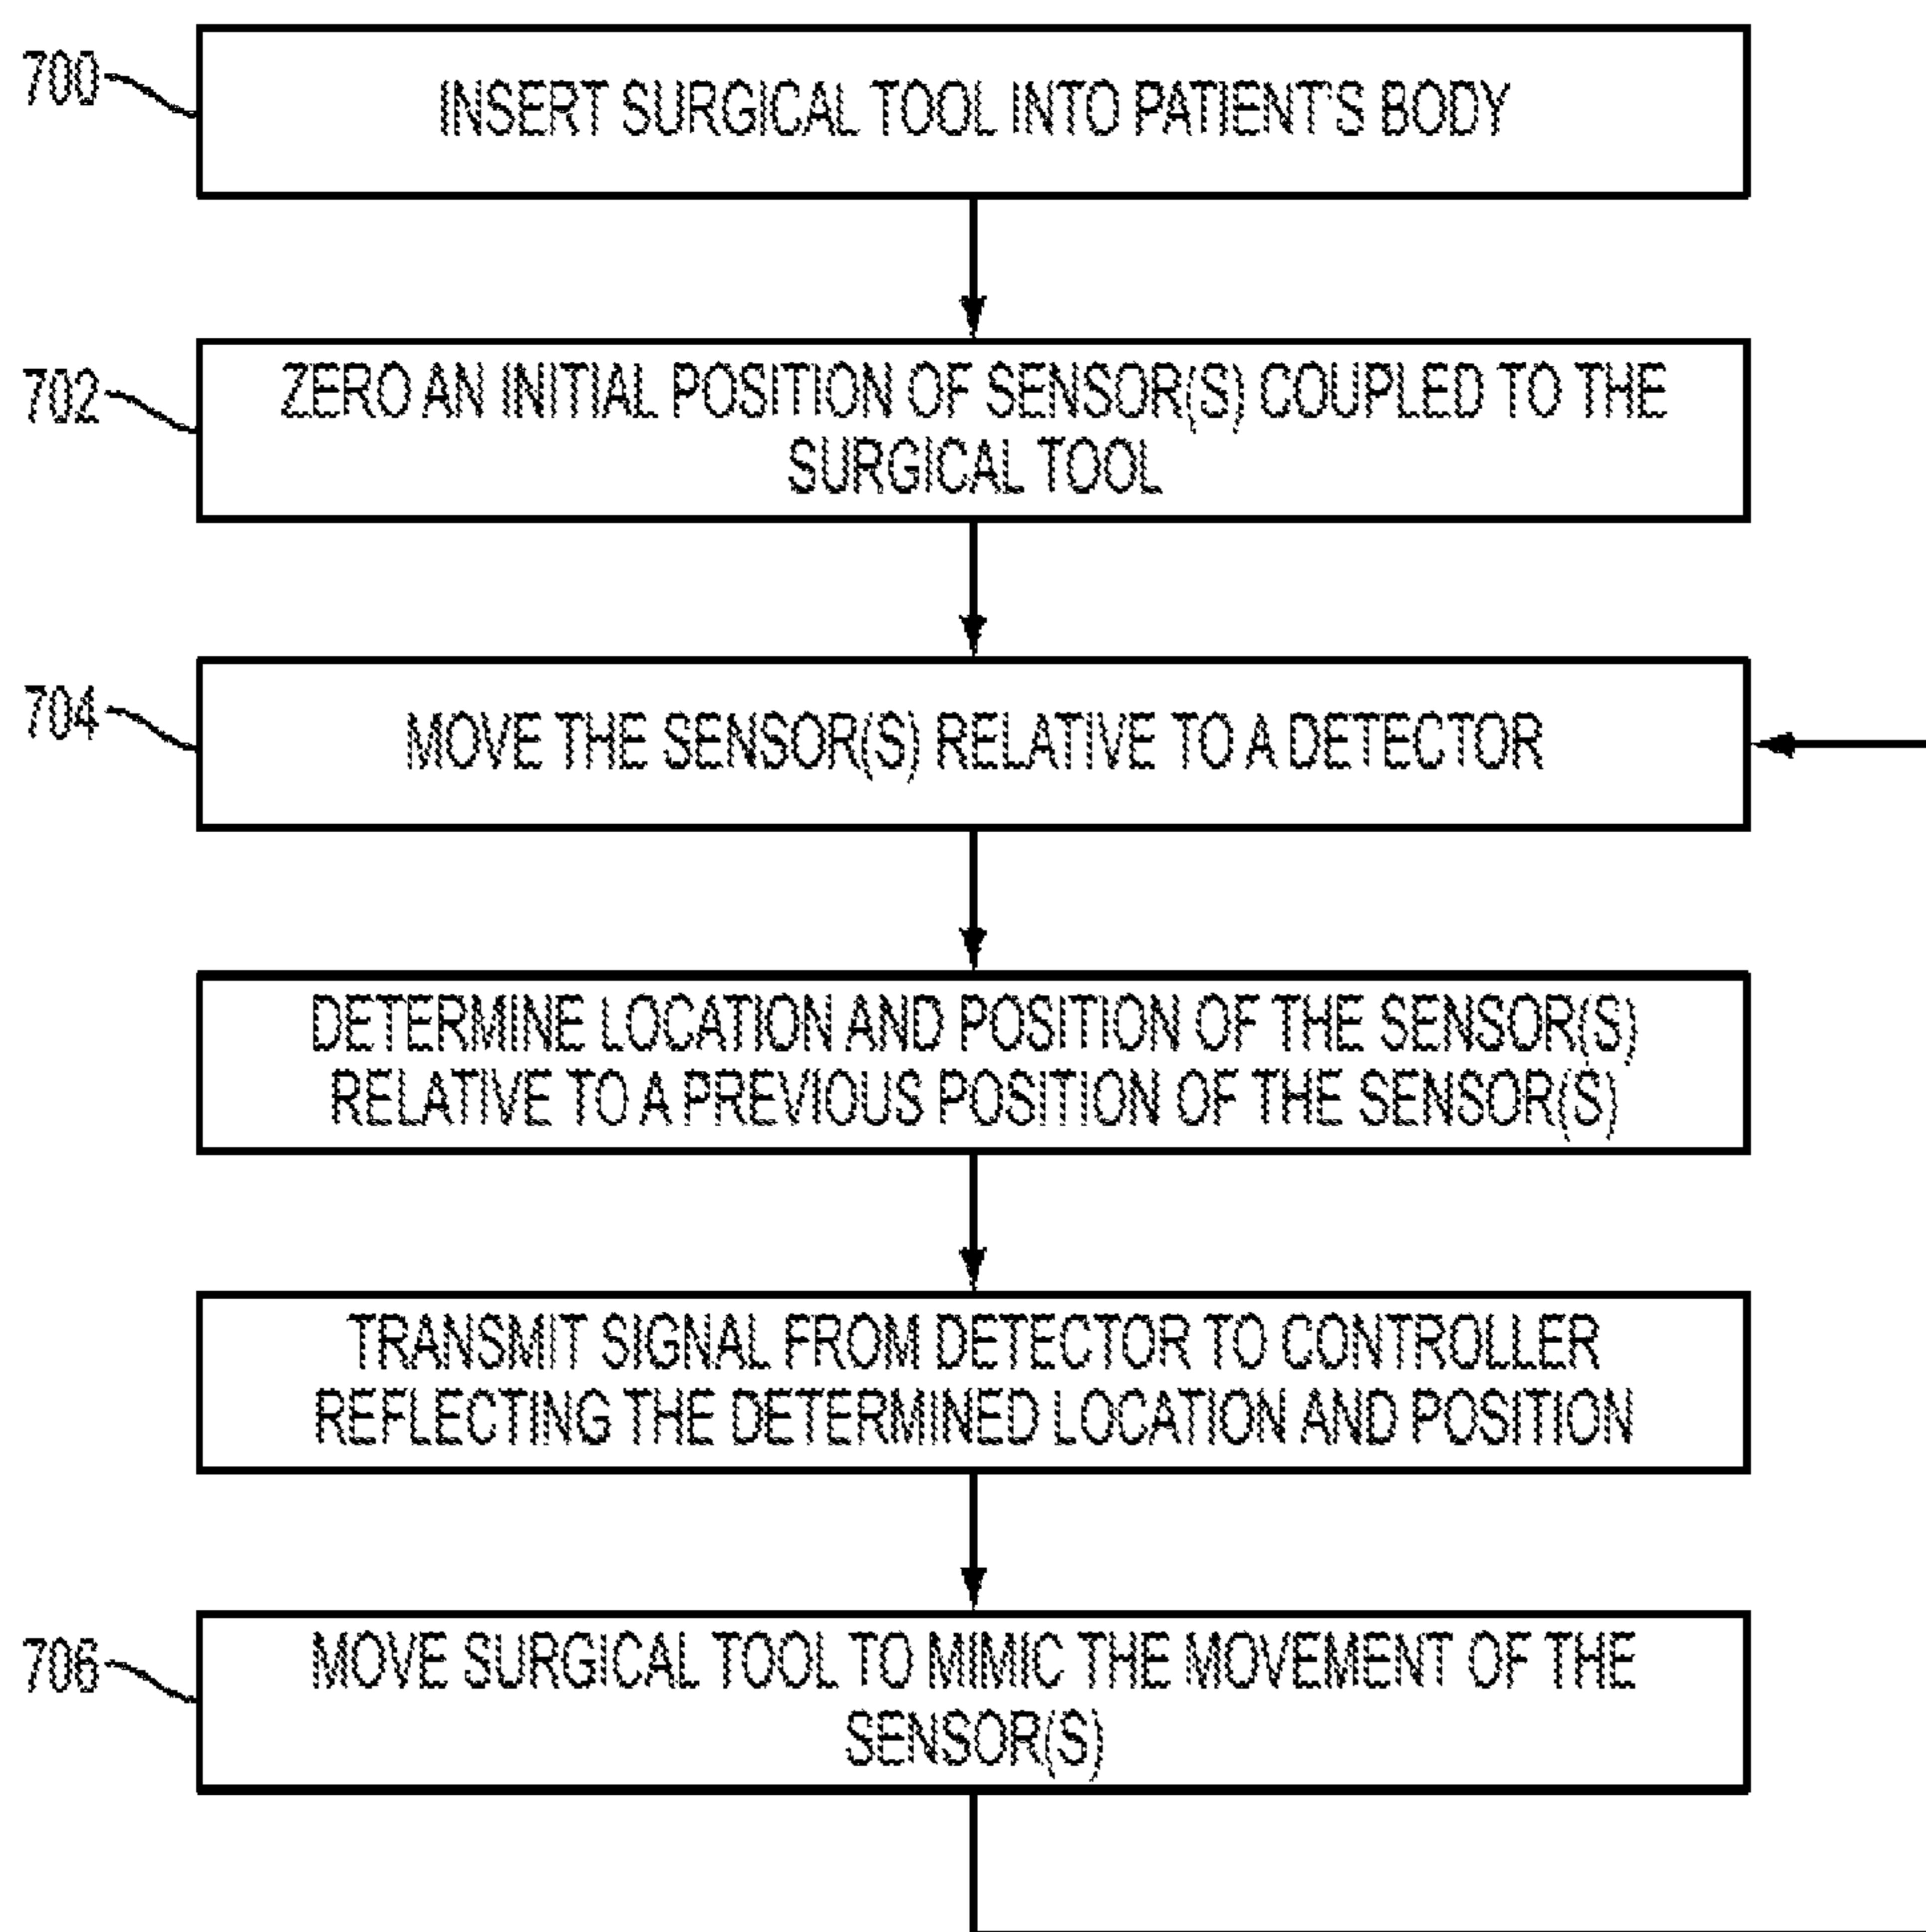 700
INSERT SURGICAL TOOL INTO PATIENT'S BODY
702
ZERO AN INITIAL POSITION OF SENSOR(S) COUPLED TO THE
SURGICAL TOOL
704
MOVE THE SENSOR(S) RELATIVE TO A DETECTOR
DETERMINE LOCATION AND POSITION OF THE SENSOR(S)
RELATIVE TO A PREVIOUS POSITION OF THE SENSOR(S)
TRANSMIT SIGNAL FROM DETECTOR TO CONTROLLER
REFLECTING THE DETERMINED LOCATION AND POSITION
706
MOVE SURGICAL TOOL TO MIMIC THE MOVEMENT OF THE
SENSOR(S)